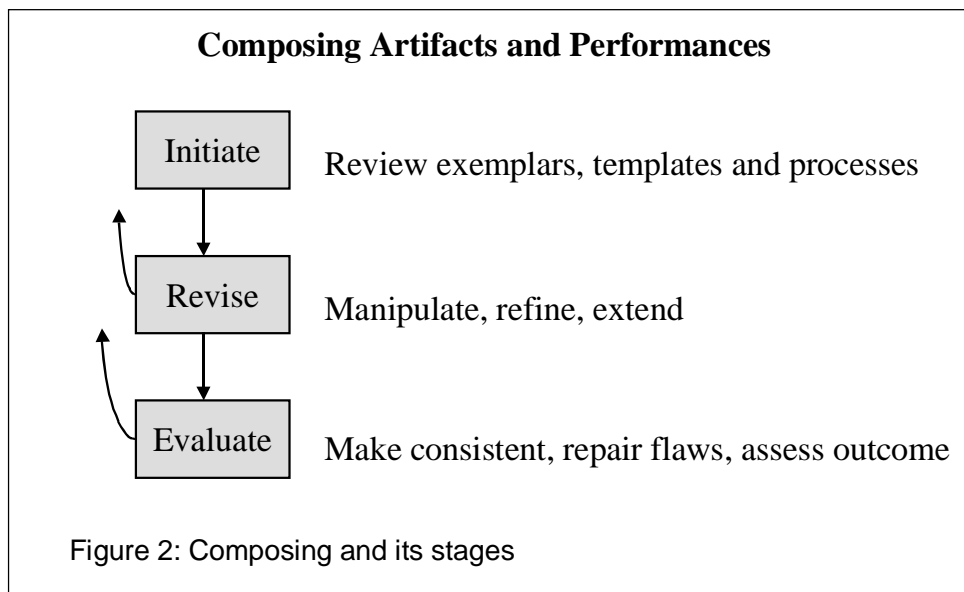 Composing Artifacts and Performances
Initiate
Review exemplars, templates and processes
Revise
Manipulate, refine, extend
Evaluate
Make consistent, repair flaws, assess outcome
Figure 2: Composing and its stages